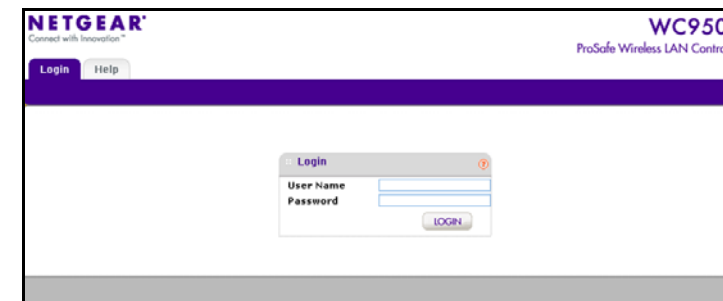 NETGEAR®
Connect with Innovation™
WC950
ProSafe Wireless LAN Contro
Login
Help
Login
?
User Name
Password
LOGIN